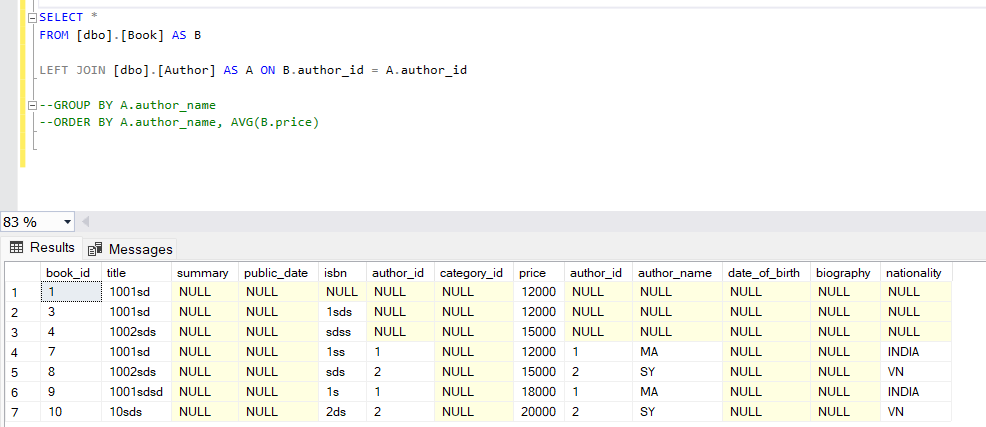 SELECT *
FROM [dbo].[Book] AS B
LEFT JOIN [dbo].[Author] AS A ON B.author_id = A.author_id
--GROUP BY A.author_name
--ORDER BY A.author_name, AVG(B.price)
83 %
Results Messages
book_id title summary public_date isbn author_id category_id price author_id author_name date_of_birth biography nationality
1 1 1001sd NULL NULL NULL NULL NULL 12000 NULL NULL NULL NULL NULL
2 3 1001sd NULL NULL 1sds NULL NULL 12000 NULL NULL NULL NULL NULL
3 4 1002sds NULL NULL sdss NULL NULL 15000 NULL NULL NULL NULL NULL
4 7 1001sd NULL NULL 1ss 1 NULL 12000 1 MA NULL NULL INDIA
5 8 1002sds NULL NULL sds 2 NULL 15000 2 SY NULL NULL VN
6 9 1001sdsd NULL NULL 1s 1 NULL 18000 1 MA NULL NULL INDIA
7 10 10sds NULL NULL 2ds 2 NULL 20000 2 SY NULL NULL VN